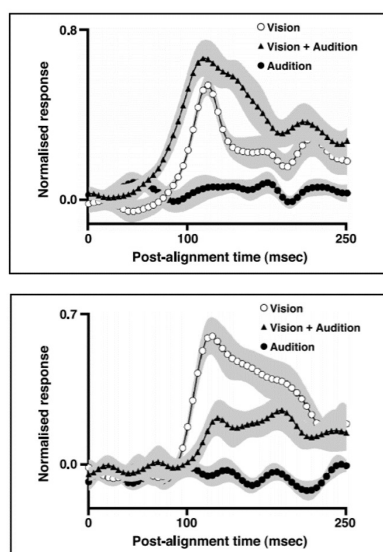 0.8
Vision
Vision + Audition
Audition
Normalised response
0.0
0
100
250
Post-alignment time (msec)
0.7
Vision
Vision + Audition
Audition
Normalised response
0.0
0
100
250
Post-alignment time (msec)